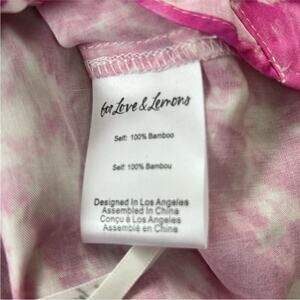 for Love & Lemons
Self: 100% Bamboo
Self: 100% Bambou
Designed In Los Angeles
Assembled In China
Conçu à Los Angeles
Assemblé en Chine